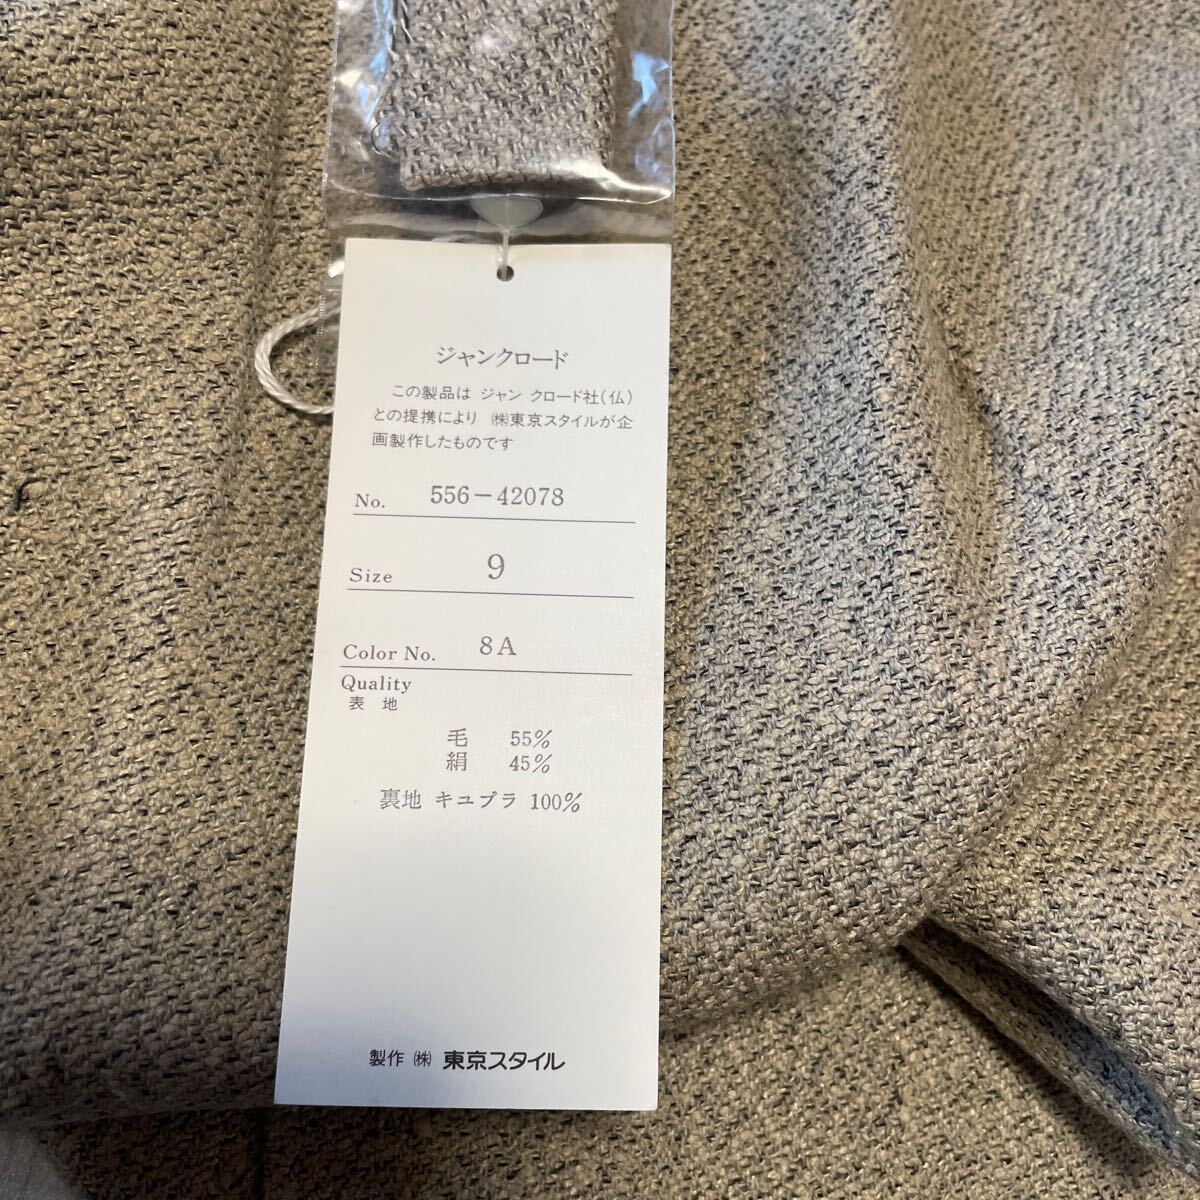 ジャンクロード
この製品は ジャン クロード社(仏)
との提携により ㈱東京スタイルが企
画製作したものです
No. 556-42078
Size 9
Color No. 8A
Quality
表 地
毛 55%
絹 45%
裏地 キユプラ 100%
製作 ㈱ 東京スタイル